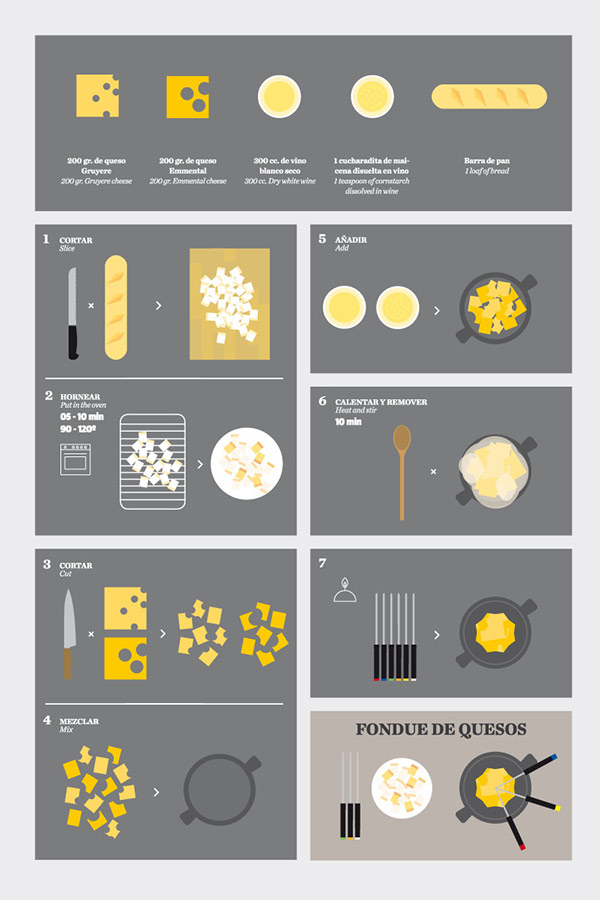 200 gr. de queso
Gruyere
200 gr. Gruyere cheese
200 gr. de queso
Emmental
200 gr. Emmental cheese
300 cc. de vino
blanco seco
300 cc. Dry white wine
1 cucharadita de mai-
cena disuelta en vino
1 teaspoon of cornstarch
dissolved in wine
Barra de pan
1 loaf of bread
1 CORTAR
Slice
2 HORNEAR
Put in the oven
05 - 10 min
90 - 120º
3 CORTAR
Cut
4 MEZCLAR
Mix
5 AÑADIR
Add
6 CALENTAR Y REMOVER
Heat and stir
10 min
7
FONDUE DE QUESOS